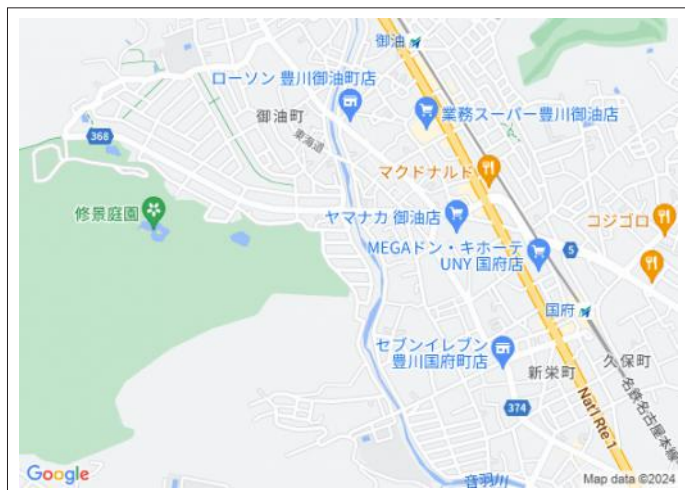 御油
ローソン 豊川御油町店
御油町
業務スーパー豊川御油店
368
東海道
マクドナルド
修景庭園
ヤマナカ 御油店
コジゴロ
MEGAドン・キホーテ
UNY 国府店
5
国府
セブンイレブン
豊川国府町店
新栄町
久保町
374
Nat'l Rte. 1
名鉄名古屋本線
音羽川
Google
Map data ©2024